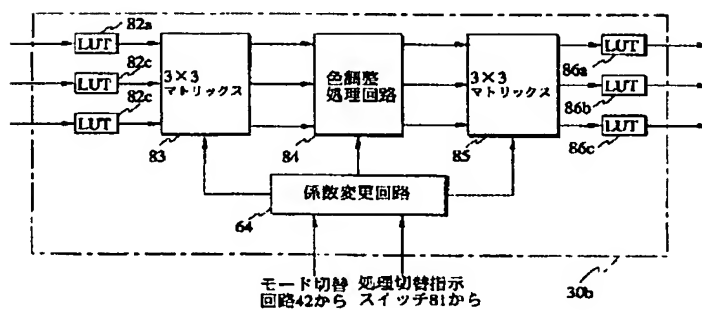 82a
LUT
82c
LUT
82c
LUT
3×3
マトリックス
83
色調整
処理回路
84
3×3
マトリックス
85
LUT
86a
LUT
86b
LUT
86c
係数変更回路
64
モード切替
回路42から
処理切替指示
スイッチ81から
30b